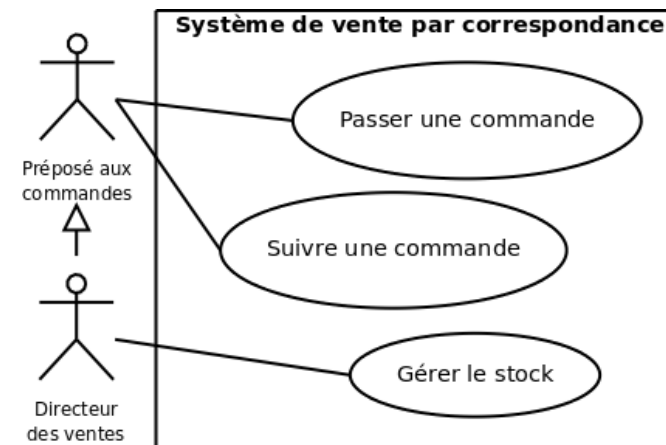 Système de vente par correspondance
Passer une commande
Préposé aux
commandes
Suivre une commande
Gérer le stock
Directeur
des ventes